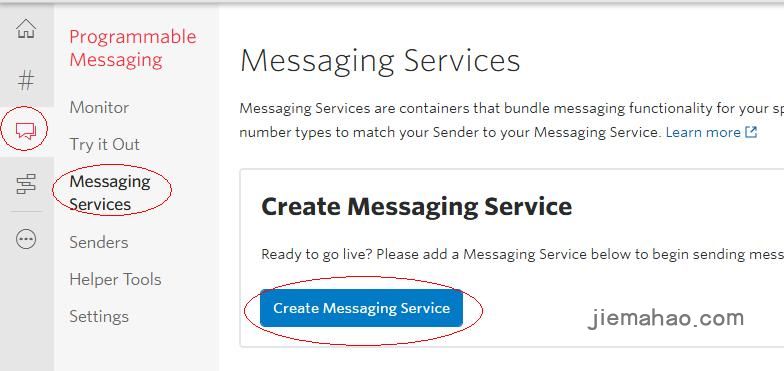 Programmable
Messaging
#
Monitor
Try it Out
Messaging
Services
Senders
Helper Tools
Settings
Messaging Services
Messaging Services are containers that bundle messaging functionality for your sp
number types to match your Sender to your Messaging Service. Learn more
Create Messaging Service
Ready to go live? Please add a Messaging Service below to begin sending mess
Create Messaging Service
jiemahao.com